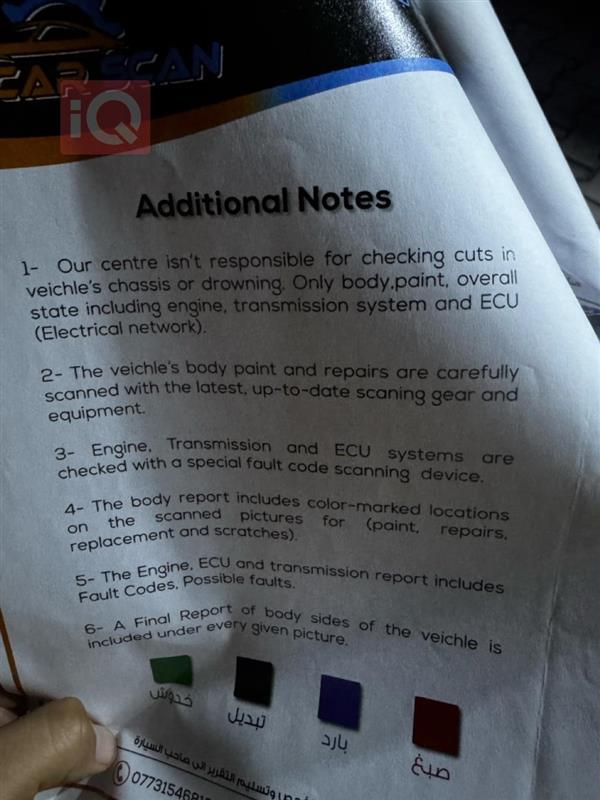 CAR SCAN
iQ
Additional Notes
1- Our centre isn't responsible for checking cuts in
veichle's chassis or drowning. Only body,paint, overall
state including engine, transmission system and ECU
(Electrical network).
2- The veichle's body paint and repairs are carefully
scanned with the latest, up-to-date scaning gear and
equipment.
3- Engine, Transmission and ECU systems are
checked with a special fault code scanning device.
4- The body report includes color-marked locations
on the scanned pictures for (paint, repairs,
replacement and scratches).
5- The Engine, ECU and transmission report includes
Fault Codes, Possible faults.
6- A Final Report of body sides of the veichle is
included under every given picture.
خدوش
تبديل
بارد
صبغ
وتسليم التقرير الى صاحب السيارة